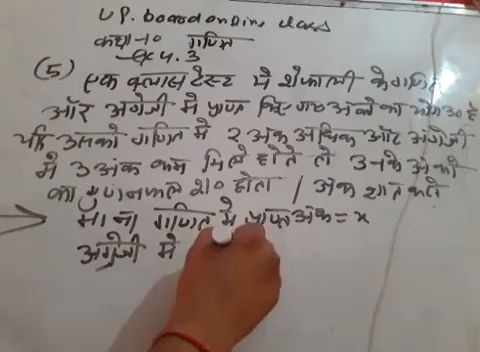 U.P. board online class
कक्षा-10 गणित
Ex 4.3
(5) एक क्लास टेस्ट में शेफाली के गणित
और अंग्रेजी में प्राप्त किए गए अंको का योग 30 है
यदि उसको गणित में 2 अंक अधिक और अंग्रेजी
में 3 अंक कम मिले होते तो उनके अंको
का गुणनफल 210 होता / अंक ज्ञात करो
माना गणित में प्राप्त अंक = x
अंग्रेजी में